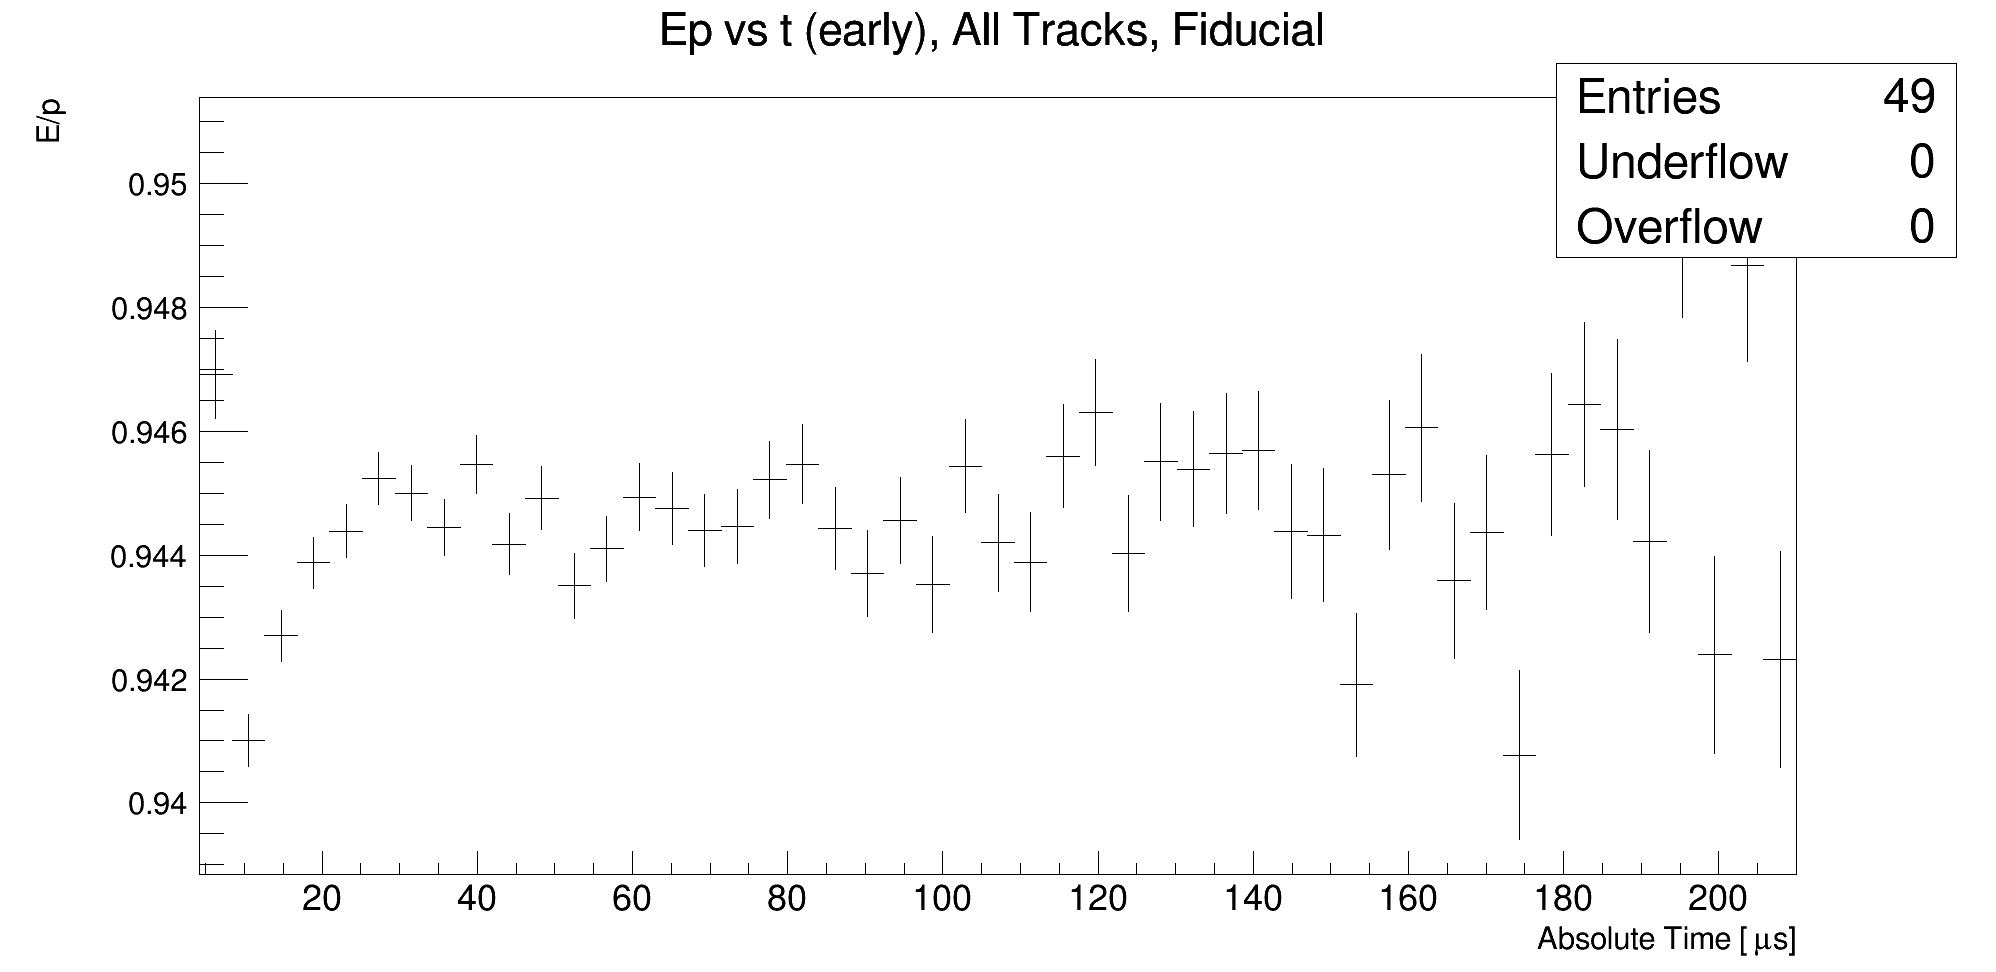 Ep vs t (early), All Tracks, Fiducial
E/p
Entries 49
Underflow 0
Overflow 0
0.95
0.948
0.946
0.944
0.942
0.94
20 40 60 80 100 120 140 160 180 200
Absolute Time [ μs]